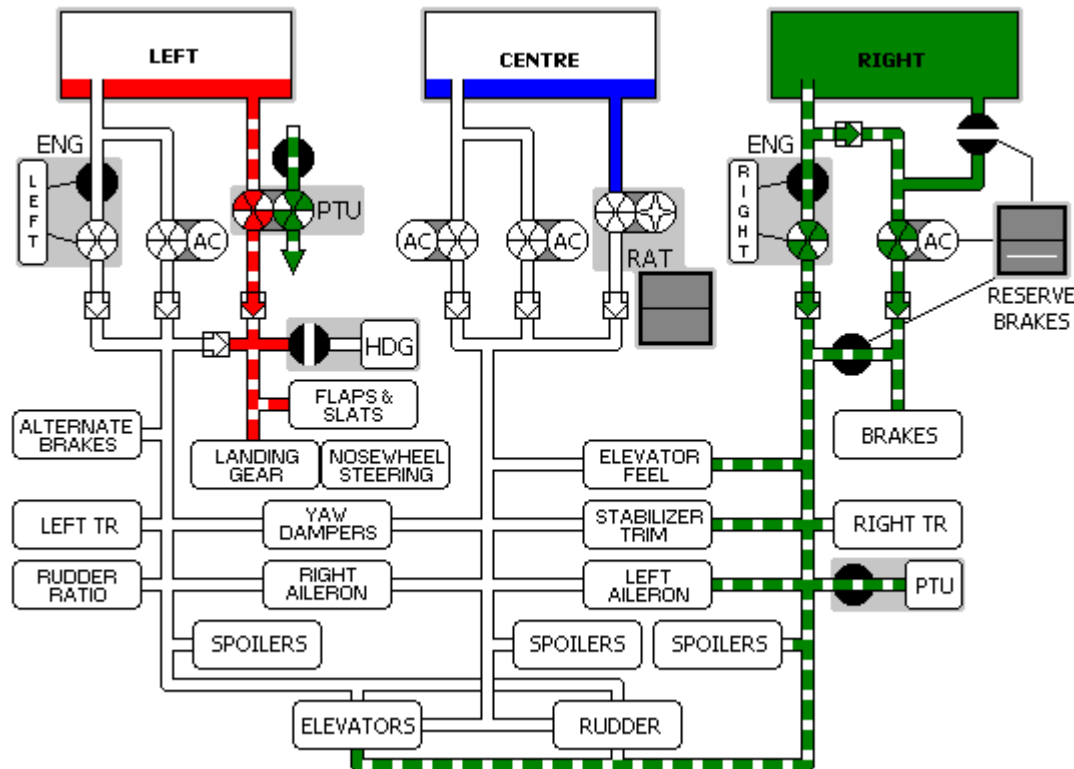 LEFT
CENTRE
RIGHT
ENG
LEFT
AC
PTU
AC
AC
RAT
ENG
RIGHT
AC
RESERVE
BRAKES
HDG
FLAPS &
SLATS
ALTERNATE
BRAKES
LANDING
GEAR
NOSEWHEEL
STEERING
ELEVATOR
FEEL
BRAKES
LEFT TR
YAW
DAMPERS
STABILIZER
TRIM
RIGHT TR
RUDDER
RATIO
RIGHT
AILERON
LEFT
AILERON
PTU
SPOILERS
SPOILERS
SPOILERS
ELEVATORS
RUDDER